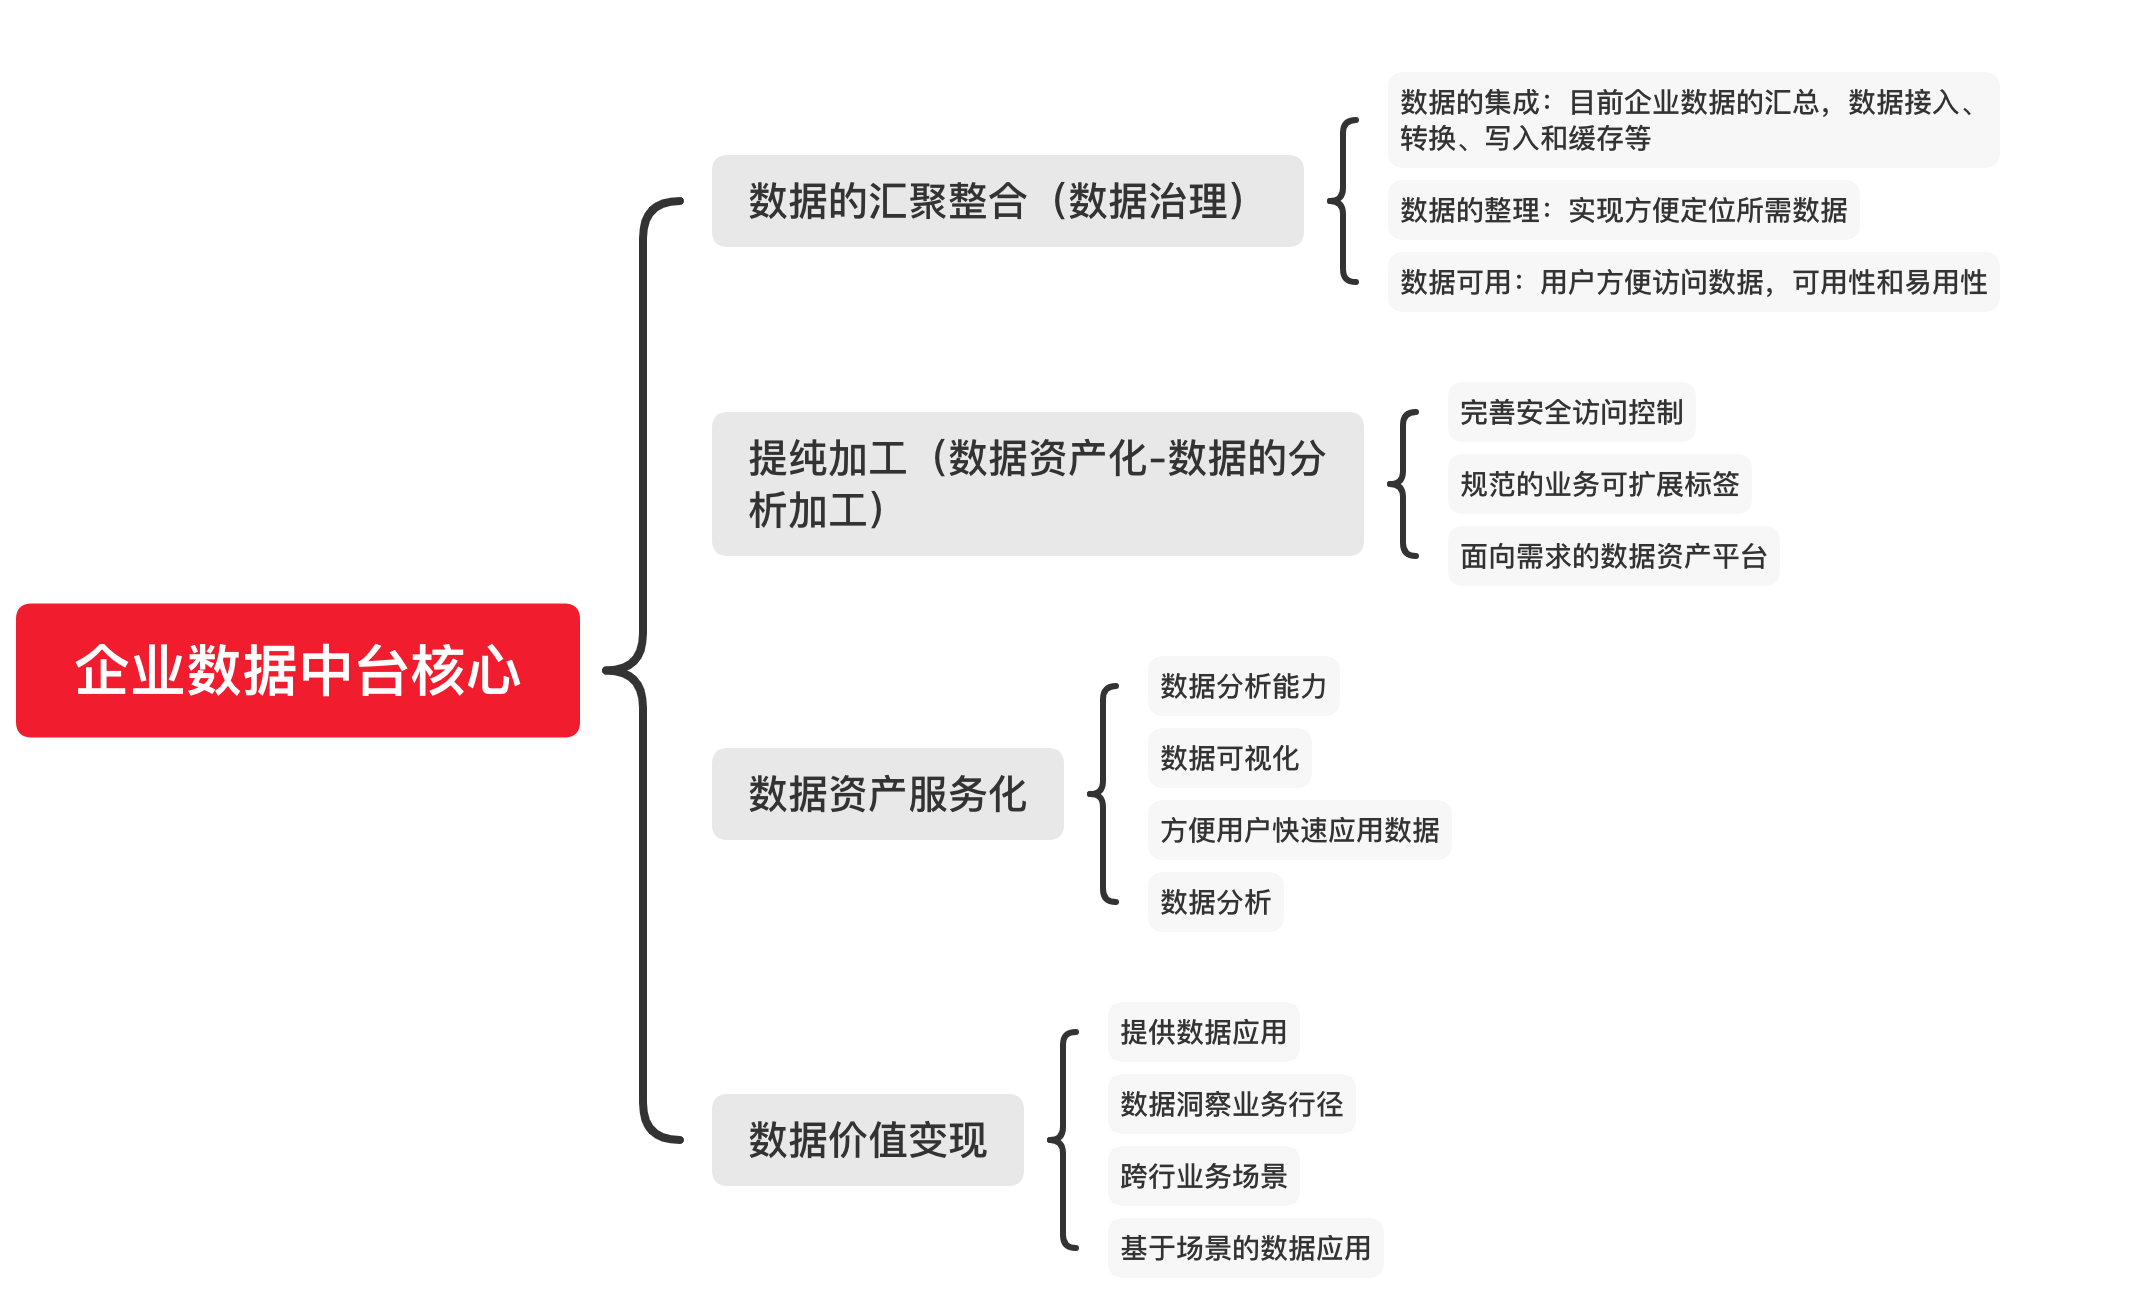 企业数据中台核心
数据的汇聚整合（数据治理）
数据的集成：目前企业数据的汇总，数据接入、
转换、写入和缓存等
数据的整理：实现方便定位所需数据
数据可用：用户方便访问数据，可用性和易用性
提纯加工（数据资产化-数据的分
析加工）
完善安全访问控制
规范的业务可扩展标签
面向需求的数据资产平台
数据资产服务化
数据分析能力
数据可视化
方便用户快速应用数据
数据分析
数据价值变现
提供数据应用
数据洞察业务行径
跨行业务场景
基于场景的数据应用